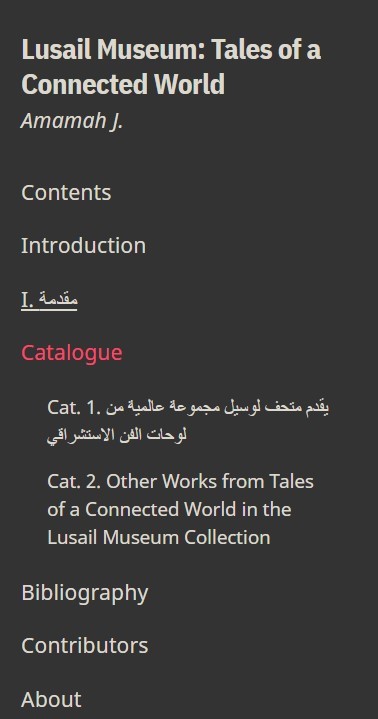 Lusail Museum: Tales of a
Connected World
Amamah J.
Contents
Introduction
I. مقدمة
Catalogue
Cat. 1. يقدم متحف لوسيل مجموعة عالمية من
لوحات الفن الاستشراقي
Cat. 2. Other Works from Tales
of a Connected World in the
Lusail Museum Collection
Bibliography
Contributors
About